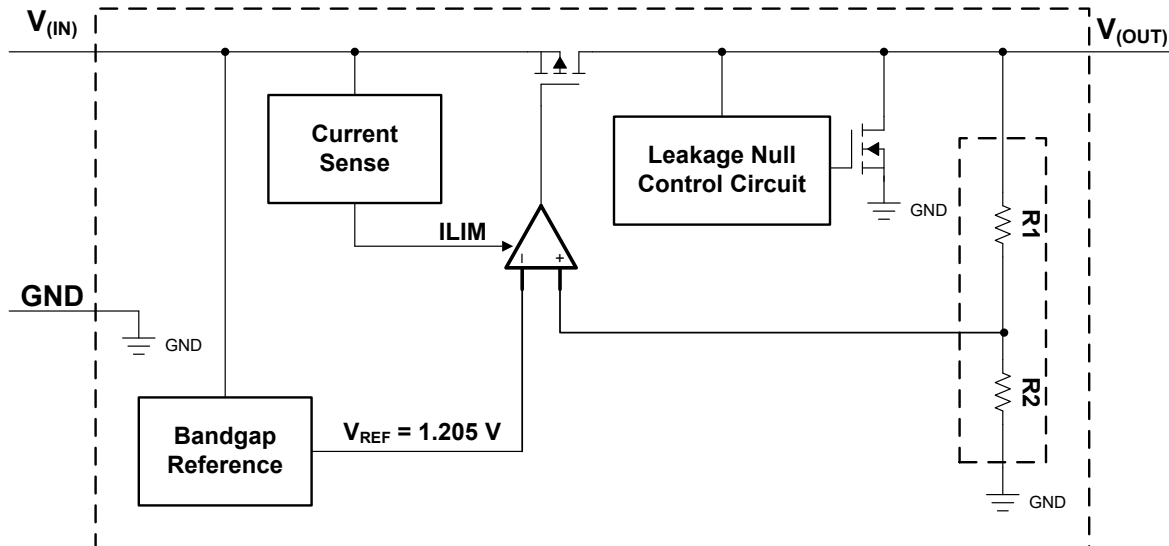 V(IN)
V(OUT)
Current
Sense
Leakage Null
Control Circuit
GND
R1
ILIM
– +
GND
GND
R2
Bandgap
Reference
VREF = 1.205 V
GND